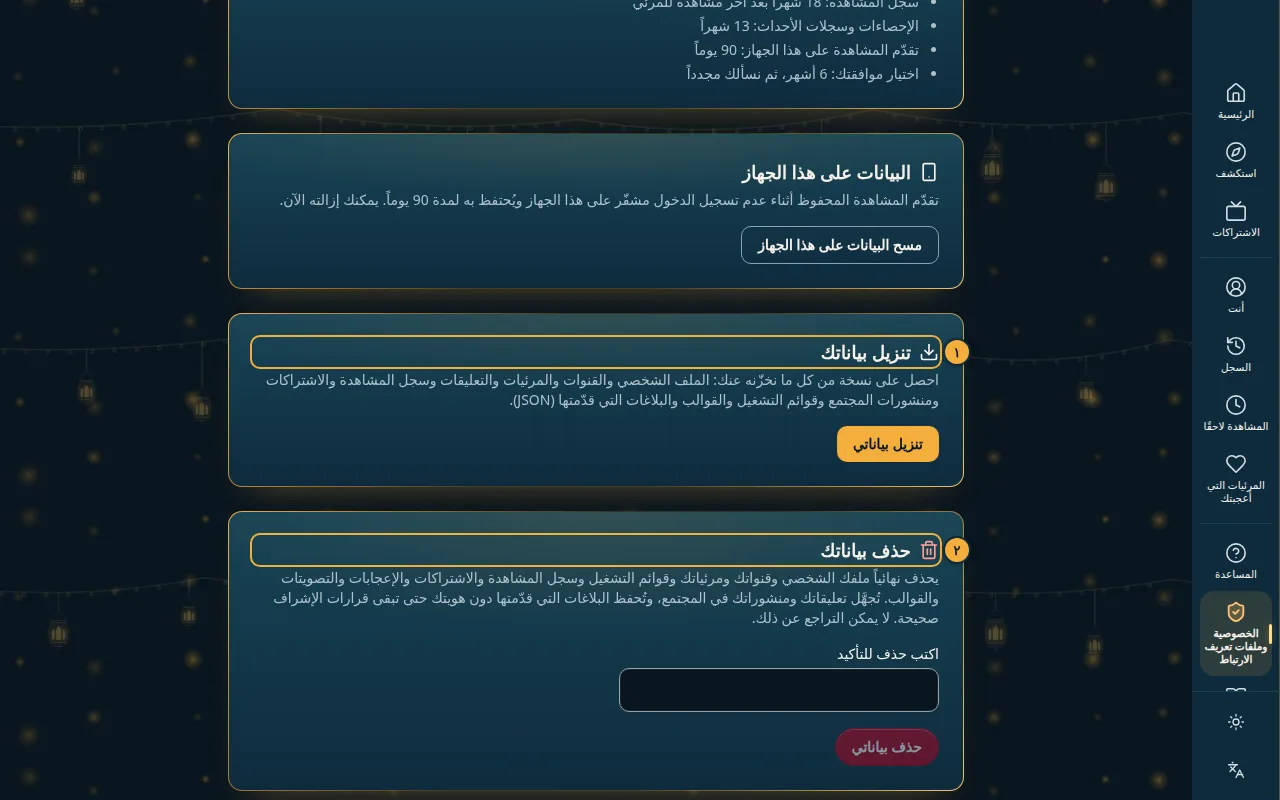 سجل المشاهدة: 18 شهراً بعد آخر مشاهدة للمرئي
الإحصاءات وسجلات الأحداث: 13 شهراً
تقدّم المشاهدة على هذا الجهاز: 90 يوماً
اختيار موافقتك: 6 أشهر، ثم نسألك مجدداً
البيانات على هذا الجهاز
تقدّم المشاهدة المحفوظ أثناء عدم تسجيل الدخول مشفّر على هذا الجهاز ويُحتفظ به لمدة 90 يوماً. يمكنك إزالته الآن.
مسح البيانات على هذا الجهاز
١
تنزيل بياناتك
احصل على نسخة من كل ما نخزّنه عنك: الملف الشخصي والقنوات والمرئيات والتعليقات وسجل المشاهدة والاشتراكات
ومنشورات المجتمع وقوائم التشغيل والقوالب والبلاغات التي قدّمتها (JSON).
تنزيل بياناتي
٢
حذف بياناتك
يحذف نهائياً ملفك الشخصي وقنواتك ومرئياتك وقوائم التشغيل وسجل المشاهدة والاشتراكات والإعجابات والتصويتات
والقوالب. تُجهَّل تعليقاتك ومنشوراتك في المجتمع، وتُحفظ البلاغات التي قدّمتها دون هويتك حتى تبقى قرارات الإشراف
صحيحة. لا يمكن التراجع عن ذلك.
اكتب حذف للتأكيد
حذف بياناتي
الرئيسية
استكشف
الاشتراكات
أنت
السجل
المشاهدة لاحقًا
المرئيات التي
أعجبتك
المساعدة
الخصوصية
وملفات تعريف
الارتباط